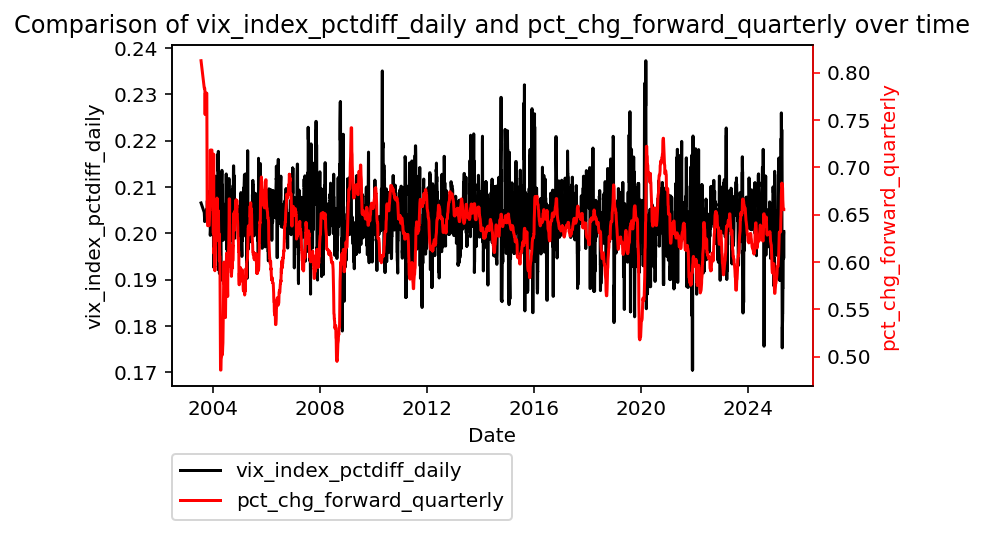 Comparison of vix_index_pctdiff_daily and pct_chg_forward_quarterly over time
0.24
0.23
0.22
0.21
0.20
0.19
0.18
0.17
vix_index_pctdiff_daily
0.80
0.75
0.70
0.65
0.60
0.55
0.50
pct_chg_forward_quarterly
2004 2008 2012 2016 2020 2024
Date
vix_index_pctdiff_daily
pct_chg_forward_quarterly